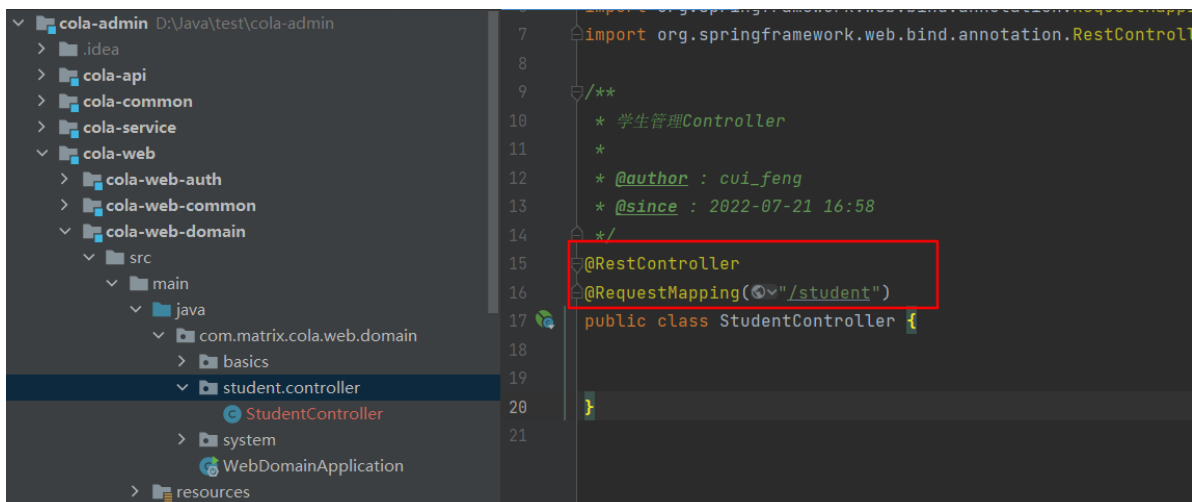 cola-admin D:\Java\test\cola-admin
.idea
cola-api
cola-common
cola-service
cola-web
cola-web-auth
cola-web-common
cola-web-domain
src
main
java
com.matrix.cola.web.domain
basics
student.controller
StudentController
system
WebDomainApplication
resources
7 import org.springframework.web.bind.annotation.RestControll
8
9 /**
10 * 学生管理Controller
11 *
12 * @author : cui_feng
13 * @since : 2022-07-21 16:58
14 */
15 @RestController
16 @RequestMapping("/student")
17 public class StudentController {
18
19
20 }
21